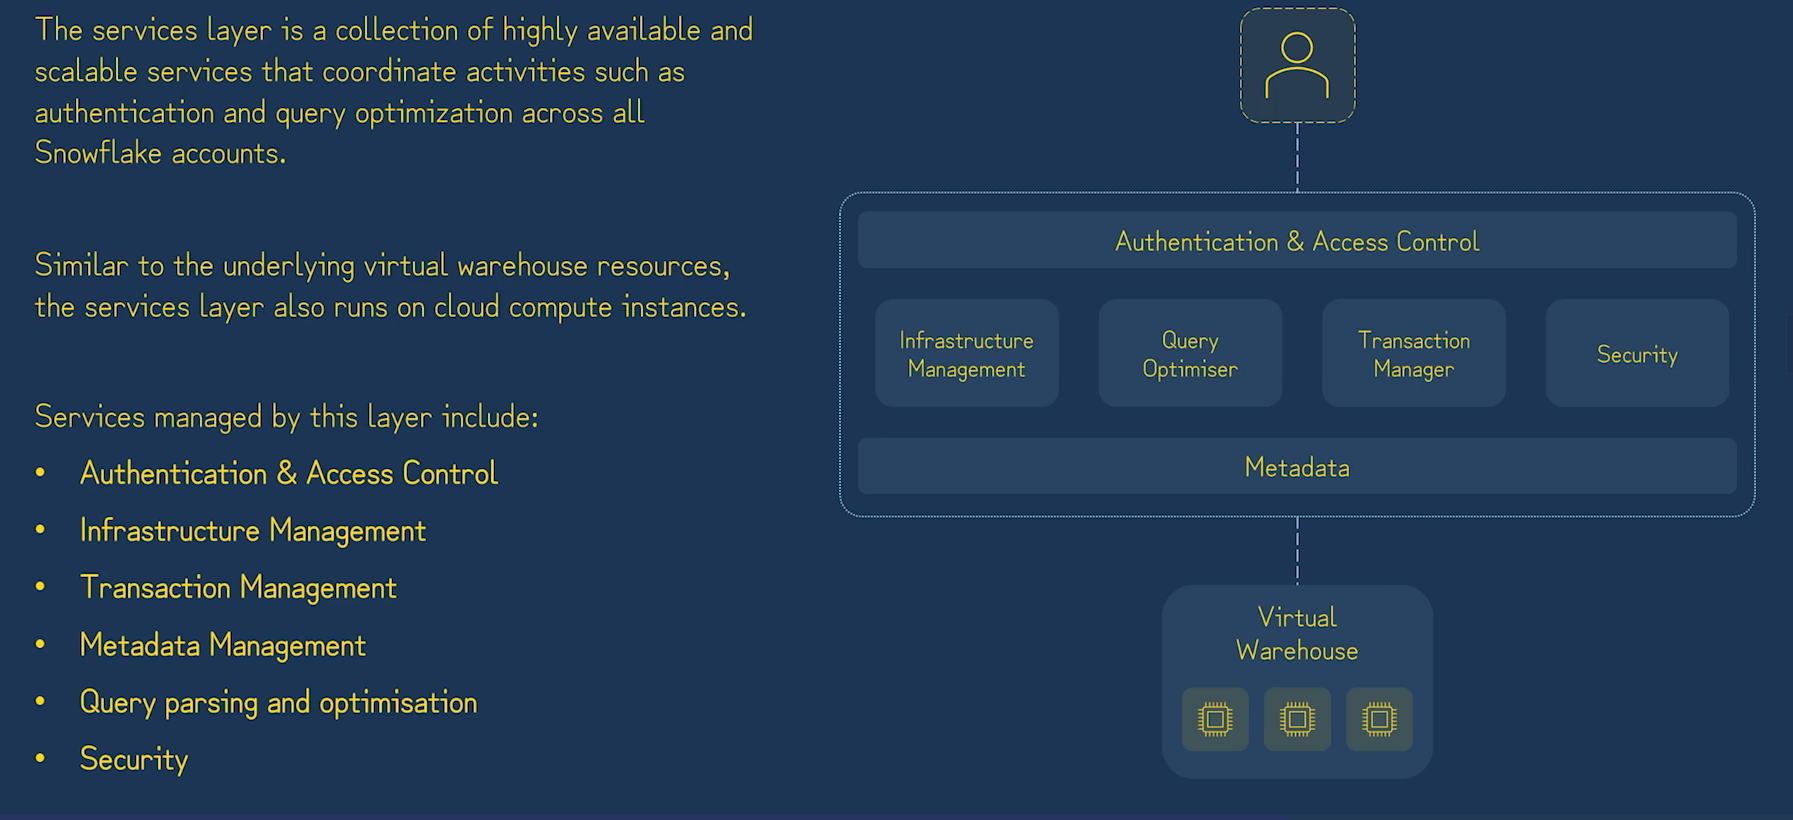 The services layer is a collection of highly available and
scalable services that coordinate activities such as
authentication and query optimization across all
Snowflake accounts.
Similar to the underlying virtual warehouse resources,
the services layer also runs on cloud compute instances.
Services managed by this layer include:
• Authentication & Access Control
• Infrastructure Management
• Transaction Management
• Metadata Management
• Query parsing and optimisation
• Security
Authentication & Access Control
Infrastructure
Management
Query
Optimiser
Transaction
Manager
Security
Metadata
Virtual
Warehouse